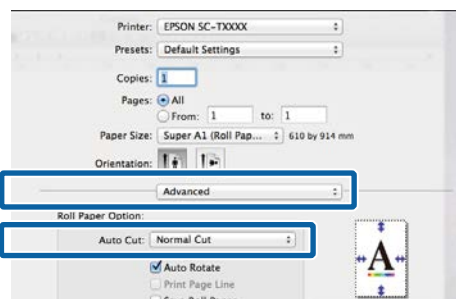 Printer: EPSON SC-TXXXX
Presets: Default Settings
Copies: 1
Pages: All
From: 1 to: 1
Paper Size: Super A1 (Roll Pap... 610 by 914 mm
Orientation:
Advanced
Roll Paper Option:
Auto Cut: Normal Cut
Auto Rotate
Print Page Line
A